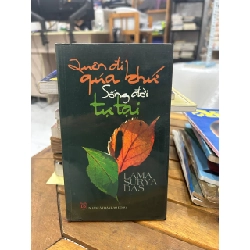 Quên đi
quá khứ
Sống đời
tự tại
LAMA
SURYA
DAS